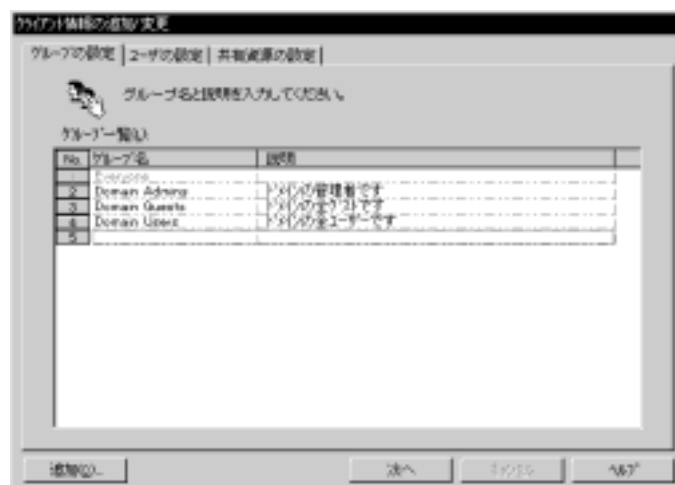 クライアント情報の追加/変更
グループの設定 ユーザの設定 共有資源の設定
グループ名と説明を入力してください。
グループ一覧(L)
No. グループ名 説明
1 Everyone
2 Domain Admins ドメインの管理者です
3 Domain Guests ドメインの全ゲストです
4 Domain Users ドメインの全ユーザーです
5
追加(Q)... 次へ キャンセル ヘルプ